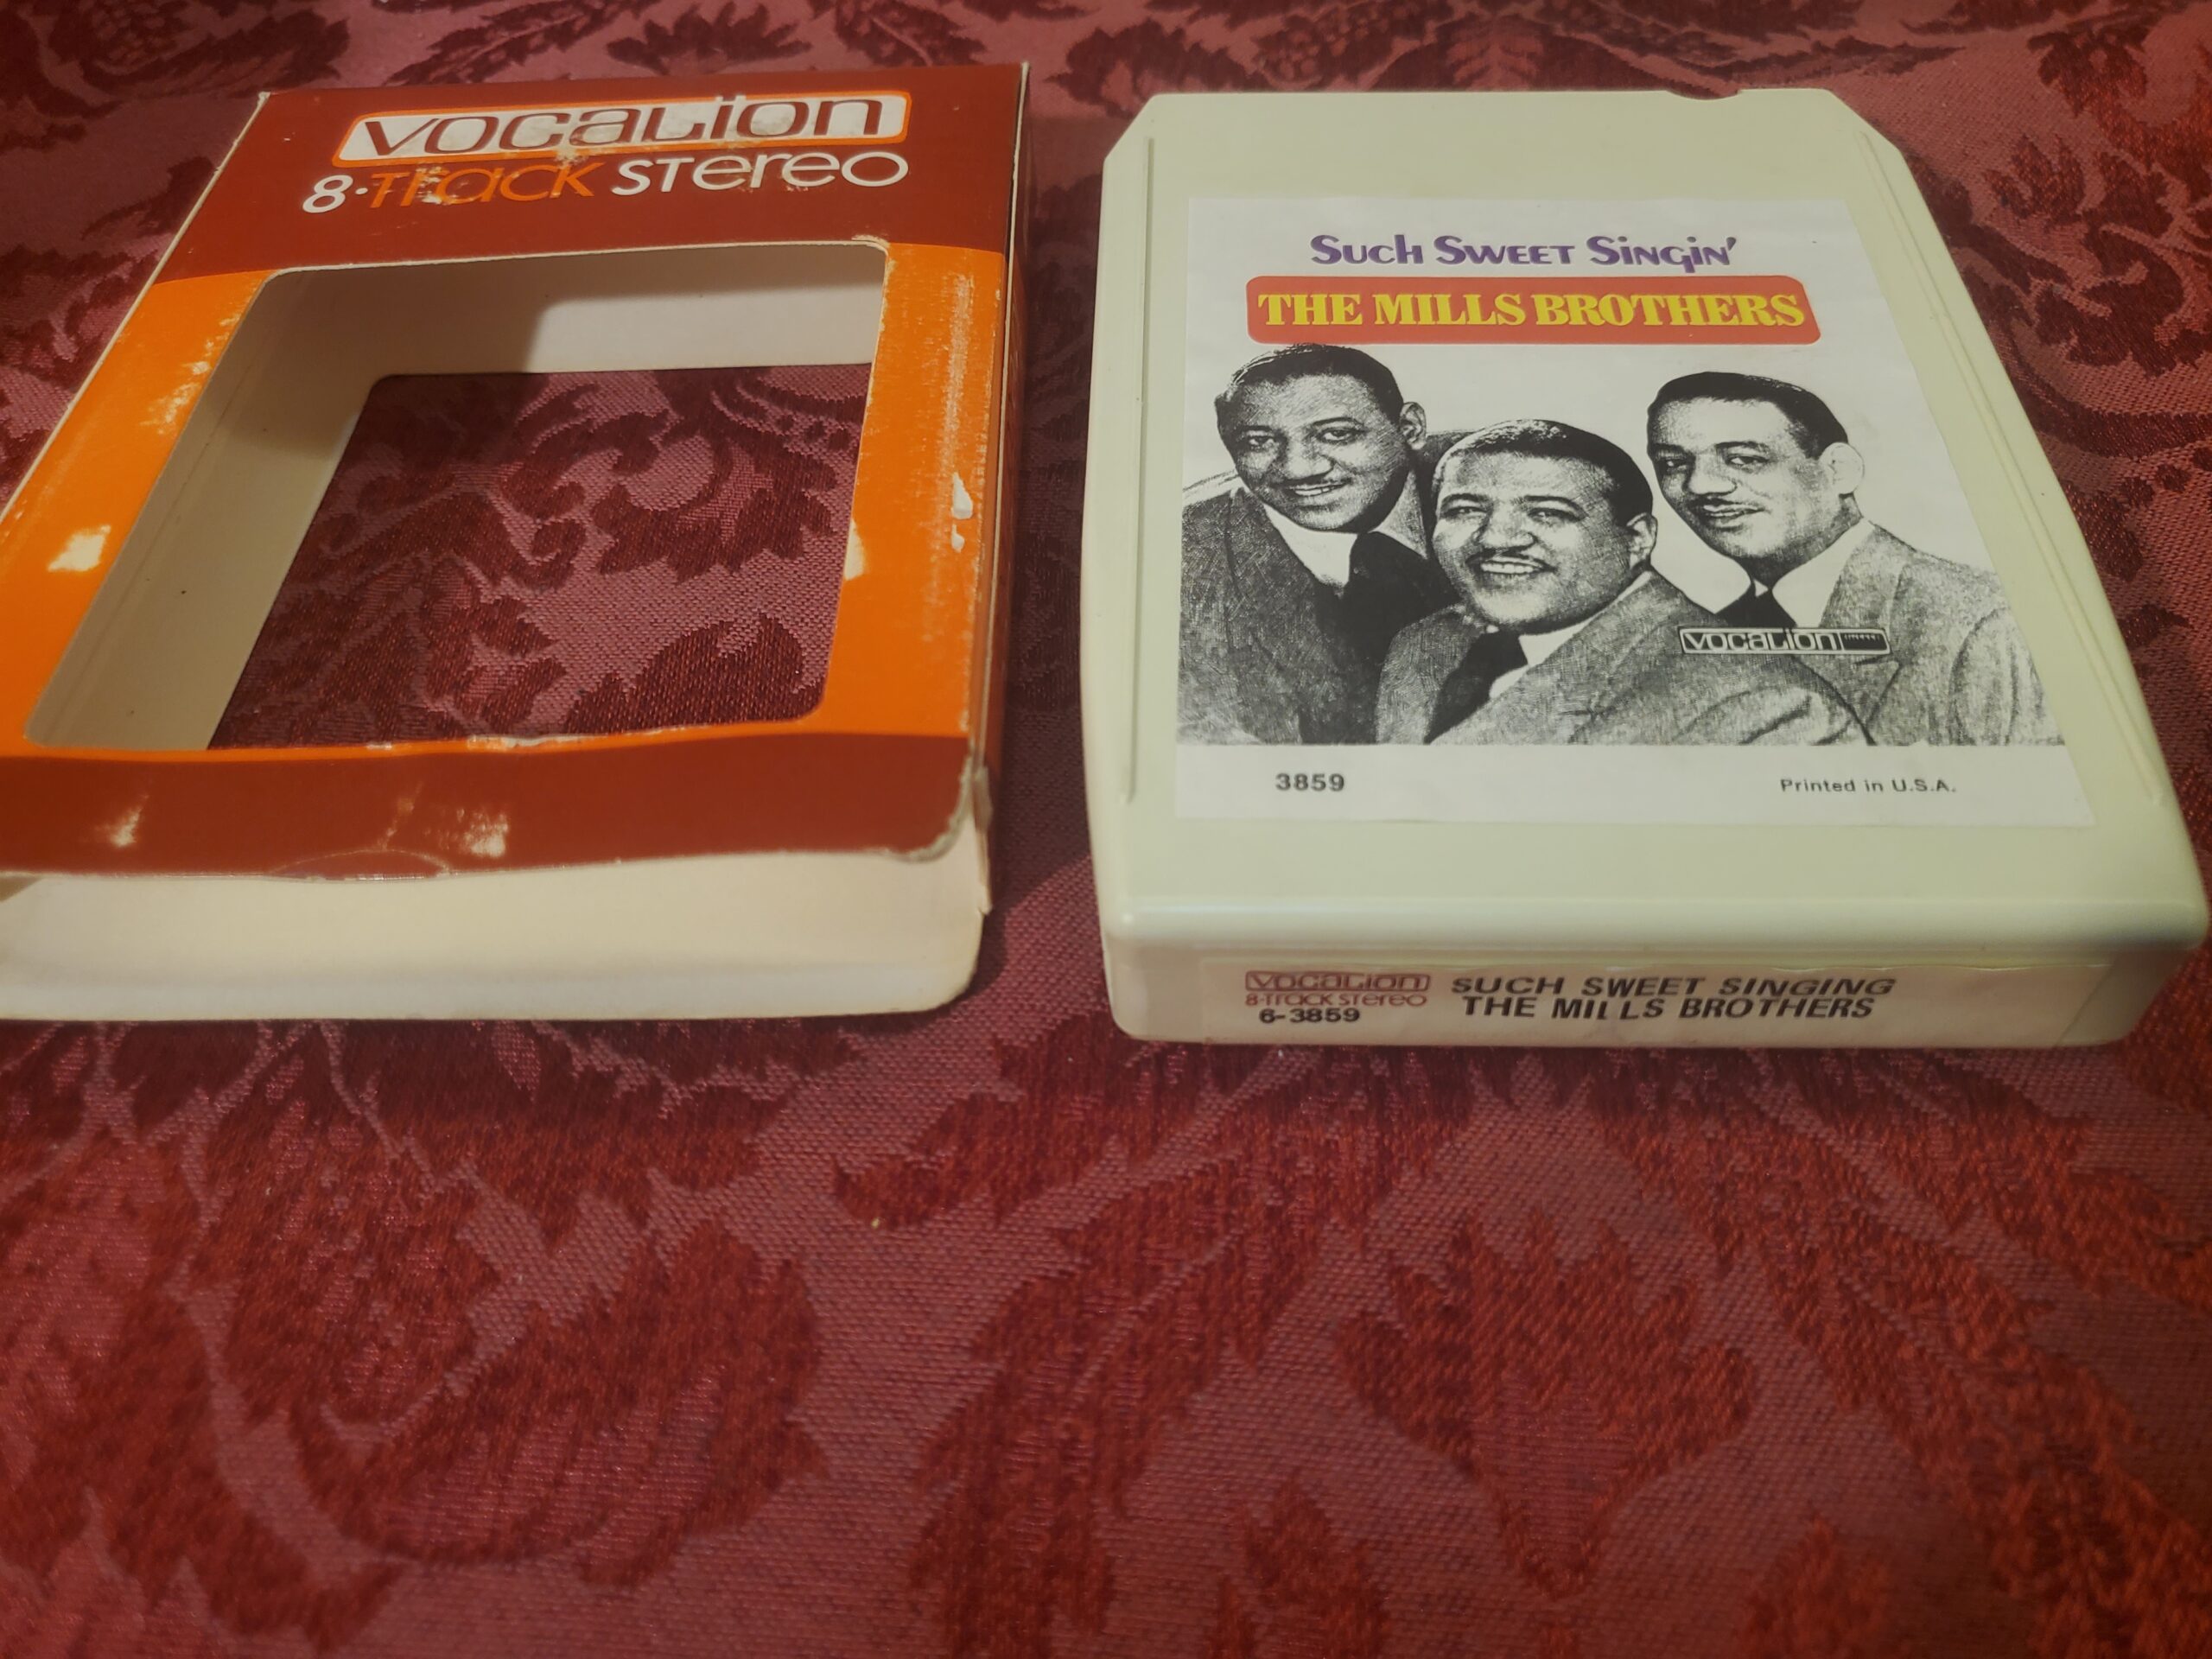 VOCALION
8·TRACK STEREO
SUCH SWEET SINGIN'
THE MILLS BROTHERS
VOCALION
3859
Printed in U.S.A.
VOCALION
8·TRACK STEREO
6-3859
SUCH SWEET SINGING
THE MILLS BROTHERS